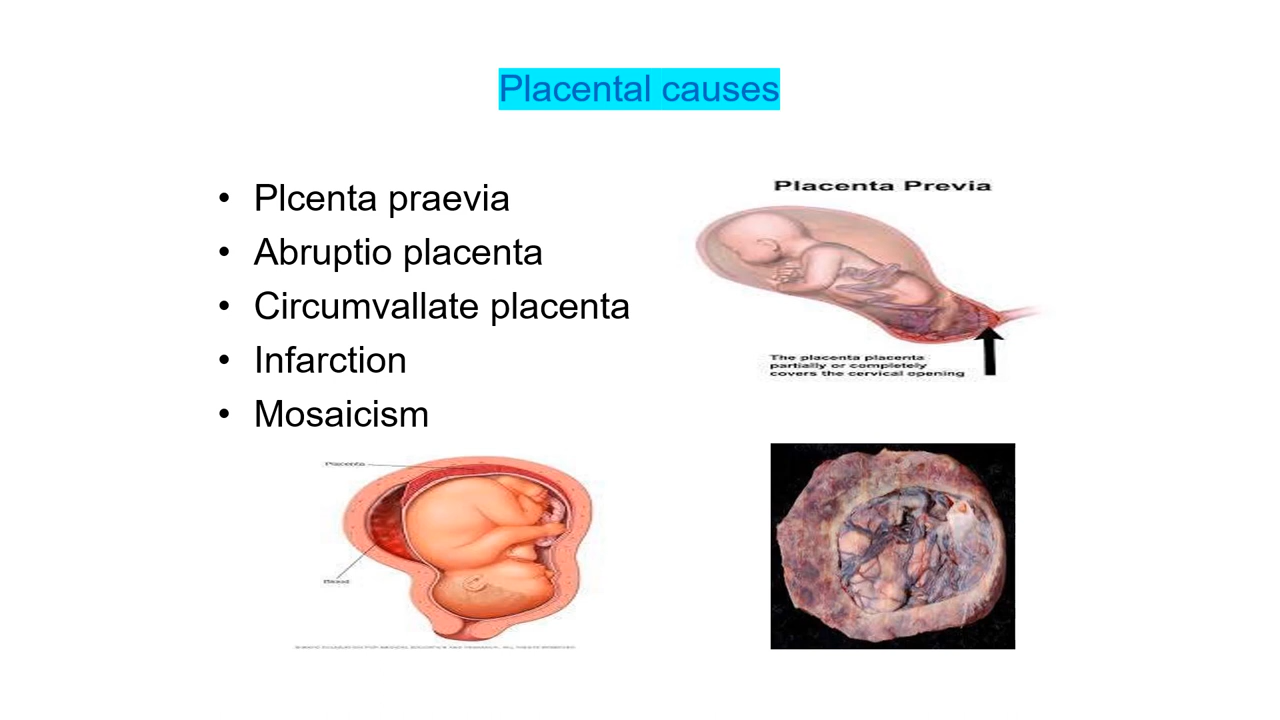 Placental causes
• Plcenta praevia
• Abruptio placenta
• Circumvallate placenta
• Infarction
• Mosaicism
Placenta Previa
The placenta placenta
partially or completely
covers the cervical opening
Placenta
Blood